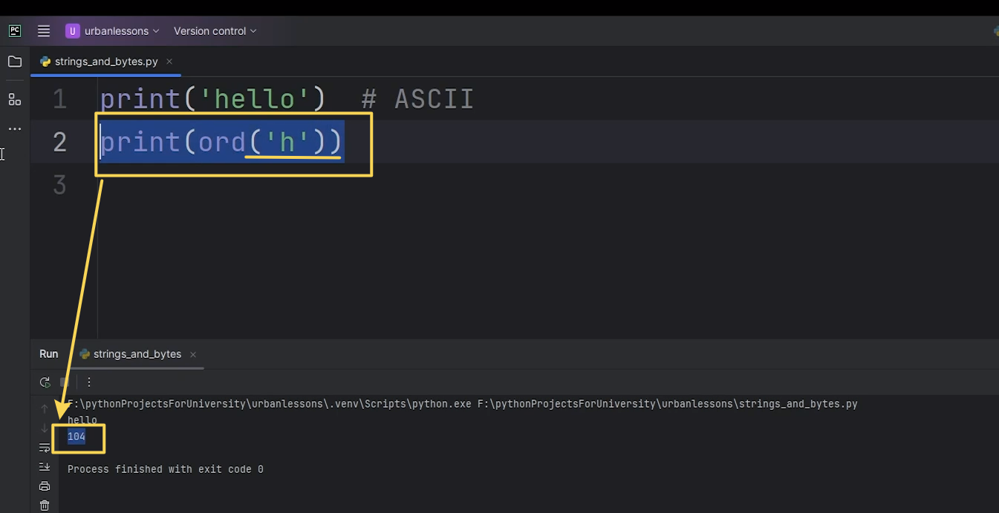 PC U urbanlessons Version control
strings_and_bytes.py
1 print('hello')  # ASCII
2 print(ord('h'))
3
Run strings_and_bytes
F:\pythonProjectsForUniversity\urbanlessons\.venv\Scripts\python.exe F:\pythonProjectsForUniversity\urbanlessons\strings_and_bytes.py
hello
104
Process finished with exit code 0